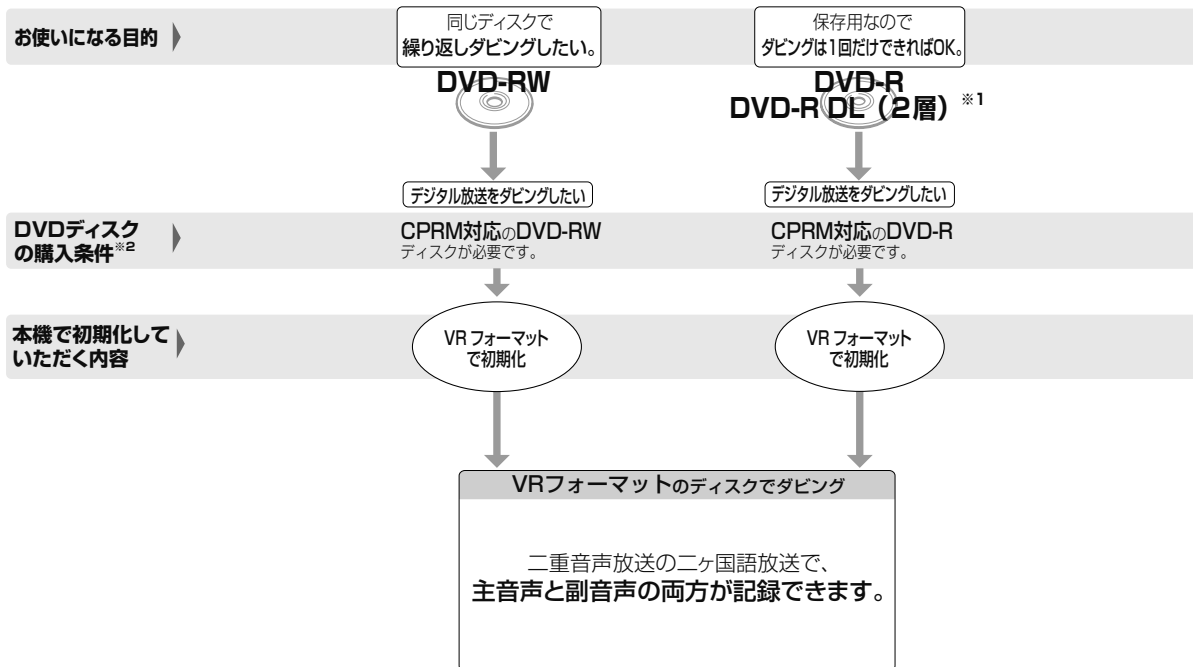 お使いになる目的
同じディスクで
繰り返しダビングしたい。
保存用なので
ダビングは1回だけできればOK。
DVD-RW
DVD-R
DVD-R DL（2層）※1
デジタル放送をダビングしたい
デジタル放送をダビングしたい
DVDディスク
の購入条件※2
CPRM対応のDVD-RW
ディスクが必要です。
CPRM対応のDVD-R
ディスクが必要です。
本機で初期化して
いただく内容
VR フォーマット
で初期化
VR フォーマット
で初期化
VRフォーマットのディスクでダビング
二重音声放送の二ヶ国語放送で、
主音声と副音声の両方が記録できます。